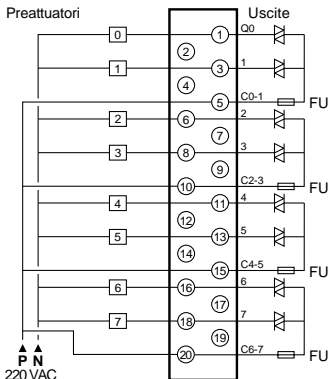 Preattuatori Uscite
0 1 Q0
2
1 3 1
4
5 C0-1 FU
2 6 2
7
3 8 3
9
10 C2-3 FU
4 11 4
12
5 13 5
14
15 C4-5 FU
6 16 6
17
7 18 7
19
20 C6-7 FU
P N
220 VAC